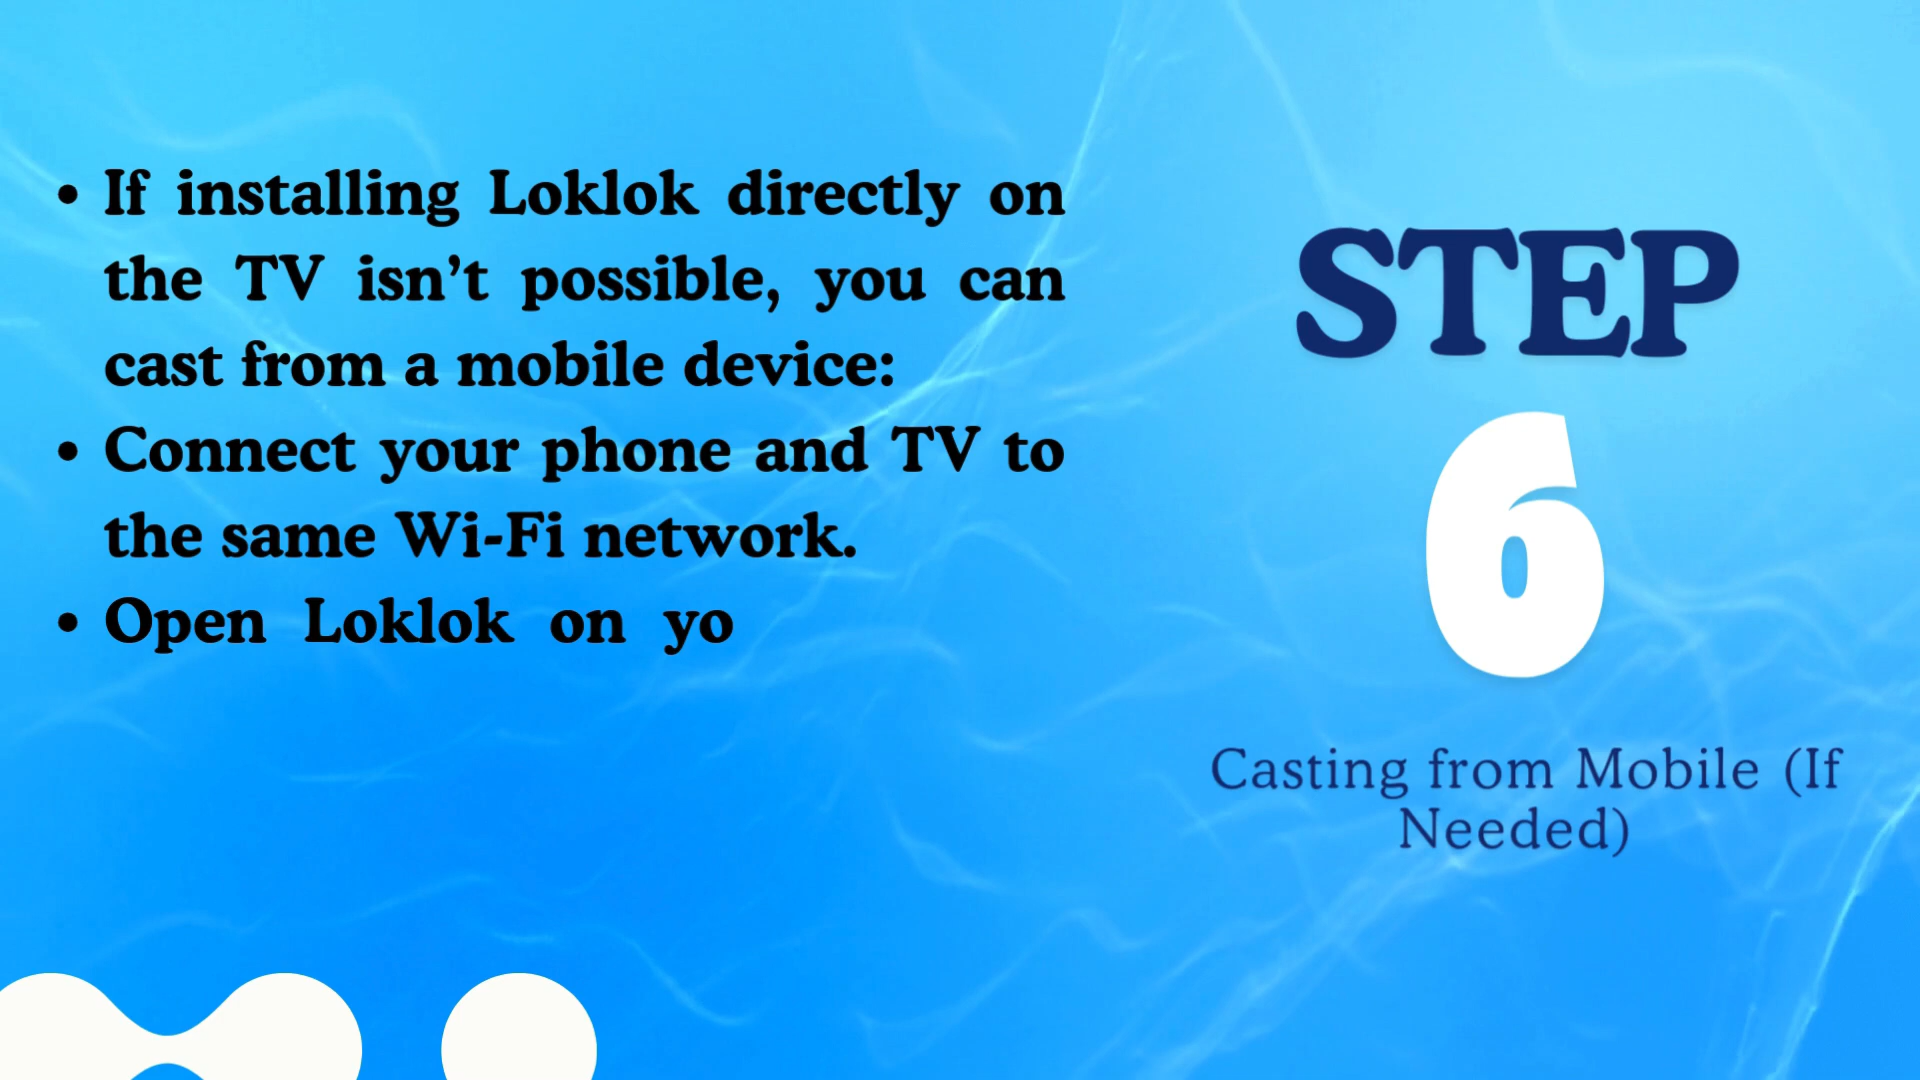 • If installing Loklok directly on
the TV isn’t possible, you can
cast from a mobile device:
• Connect your phone and TV to
the same Wi-Fi network.
• Open Loklok on yo
STEP
6
Casting from Mobile (If
Needed)